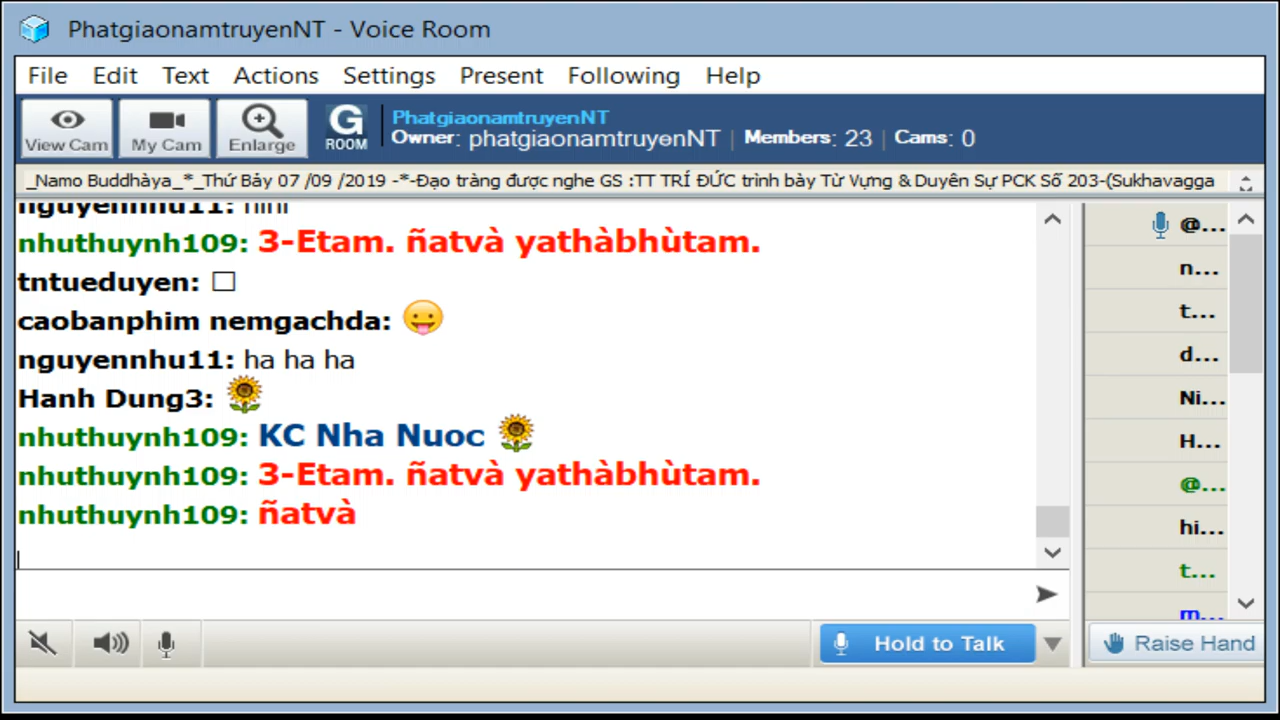 PhatgiaonamtruyenNT - Voice Room
File Edit Text Actions Settings Present Following Help
View Cam My Cam Enlarge G ROOM
PhatgiaonamtruyenNT
Owner: phatgiaonamtruyenNT | Members: 23 | Cams: 0
_Namo Buddhàya_*_Thứ Bảy 07 /09 /2019 -*-Đạo tràng được nghe GS :TT TRÍ ĐỨC trình bày Từ Vựng & Duyên Sự PCK Số 203-(Sukhavagga
nguyennhu11: hihi
nhuthuynh109: 3-Etam. ñatvà yathàbhùtam.
tntueduyen:
caobanphim nemgachda:
nguyennhu11: ha ha ha
Hanh Dung3:
nhuthuynh109: KC Nha Nuoc
nhuthuynh109: 3-Etam. ñatvà yathàbhùtam.
nhuthuynh109: ñatvà
@...
n...
t...
d...
Ni...
H...
@...
hi...
t...
m...
Hold to Talk
Raise Hand